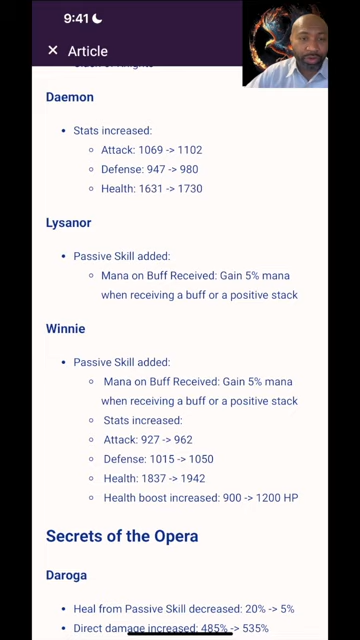 9:41
× Article
Daemon
• Stats increased:
◦ Attack: 1069 -> 1102
◦ Defense: 947 -> 980
◦ Health: 1631 -> 1730
Lysanor
• Passive Skill added:
◦ Mana on Buff Received: Gain 5% mana
when receiving a buff or a positive stack
Winnie
• Passive Skill added:
◦ Mana on Buff Received: Gain 5% mana
when receiving a buff or a positive stack
◦ Stats increased:
◦ Attack: 927 -> 962
◦ Defense: 1015 -> 1050
◦ Health: 1837 -> 1942
◦ Health boost increased: 900 -> 1200 HP
Secrets of the Opera
Daroga
• Heal from Passive Skill decreased: 20% -> 5%
• Direct damage increased: 485% -> 535%